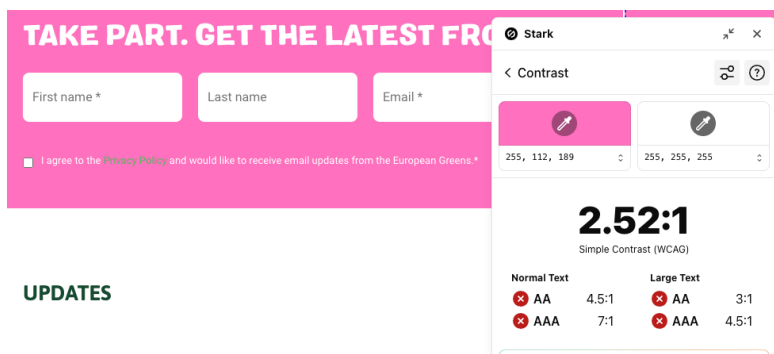 TAKE PART. GET THE LATEST FRO
First name *
Last name
Email *
I agree to the Privacy Policy and would like to receive email updates from the European Greens.*
UPDATES
Stark
Contrast
255, 112, 189
255, 255, 255
2.52:1
Simple Contrast (WCAG)
Normal Text
Large Text
AA 4.5:1
AA 3:1
AAA 7:1
AAA 4.5:1